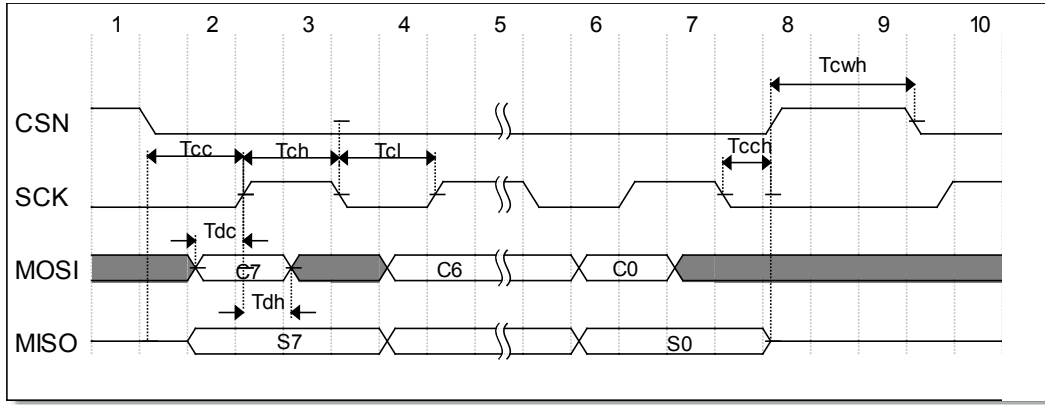 1 2 3 4 5 6 7 8 9 10
Tcwh
CSN
Tcc Tch Tcl Tcch
SCK
Tdc
MOSI C7 C6 C0
Tdh
MISO S7 S0